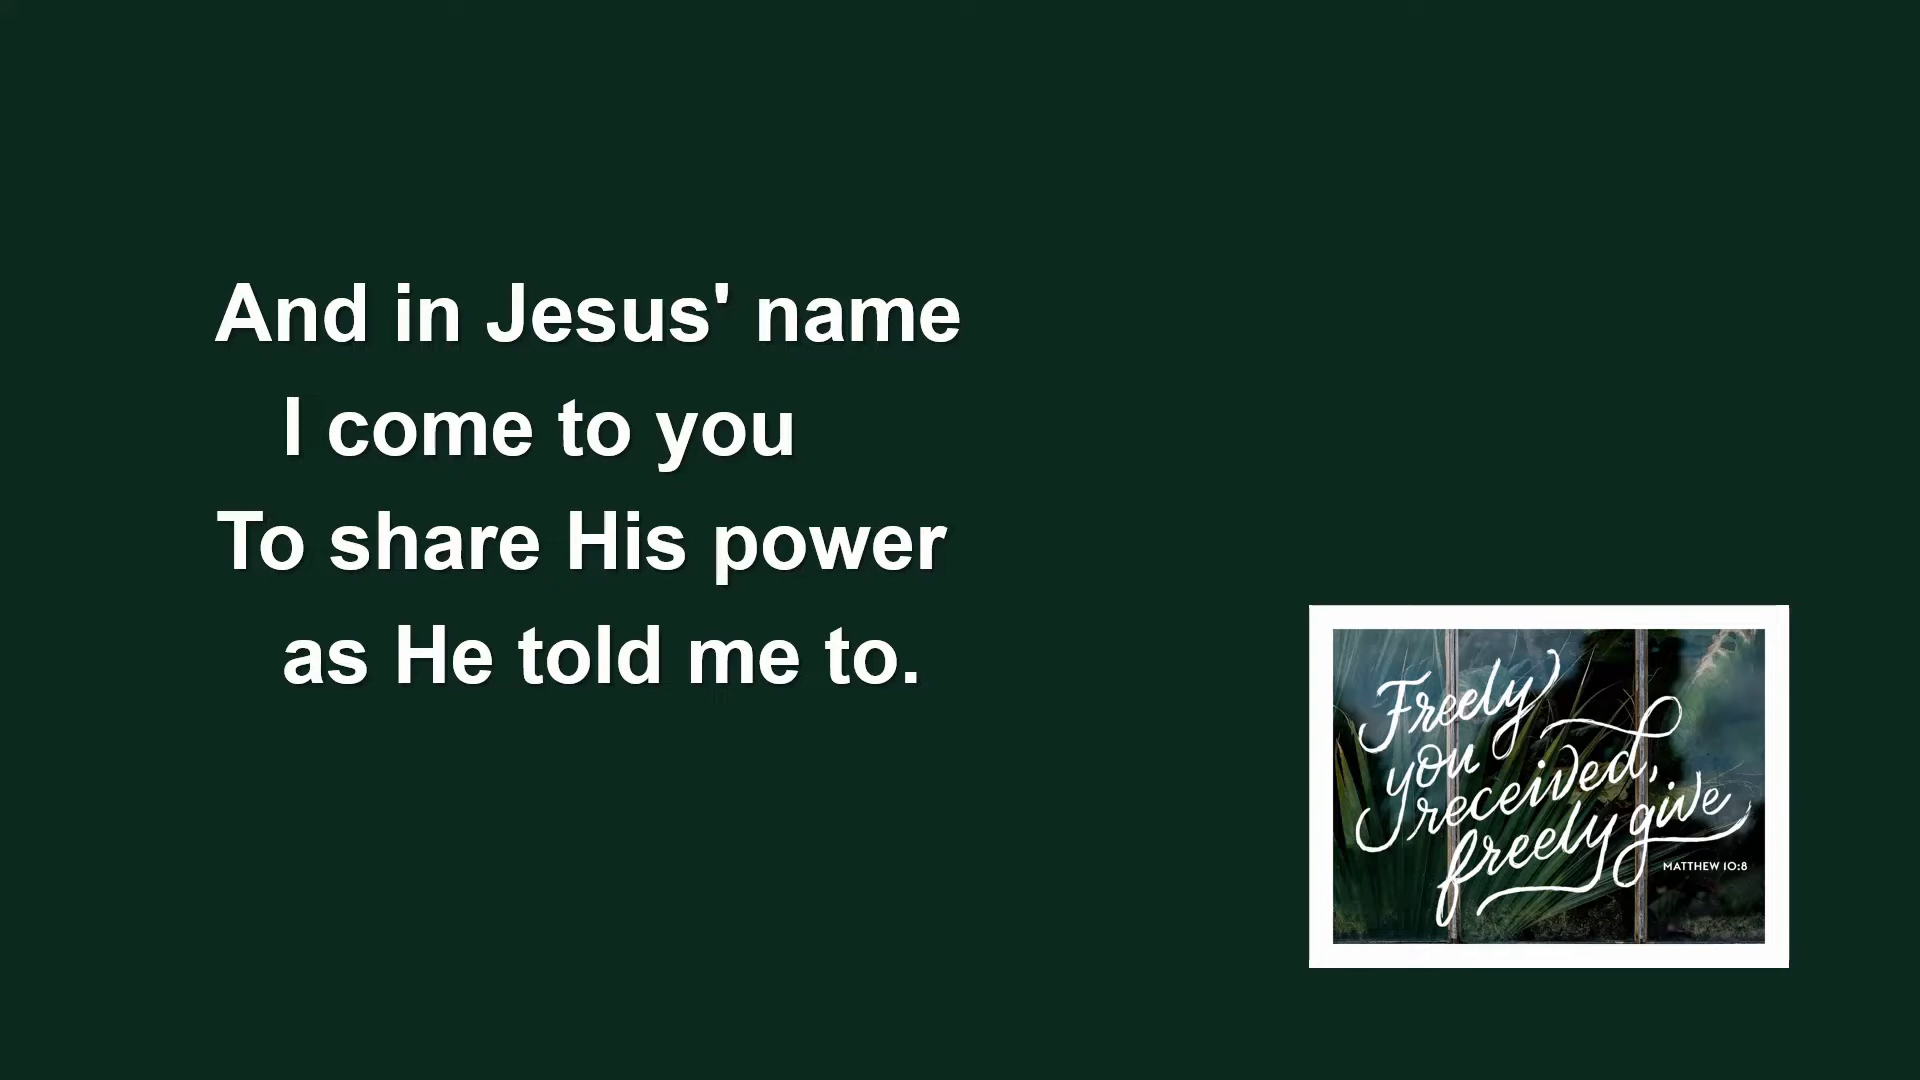 And in Jesus' name
I come to you
To share His power
as He told me to.
Freely
you
received,
freely give
MATTHEW 10:8